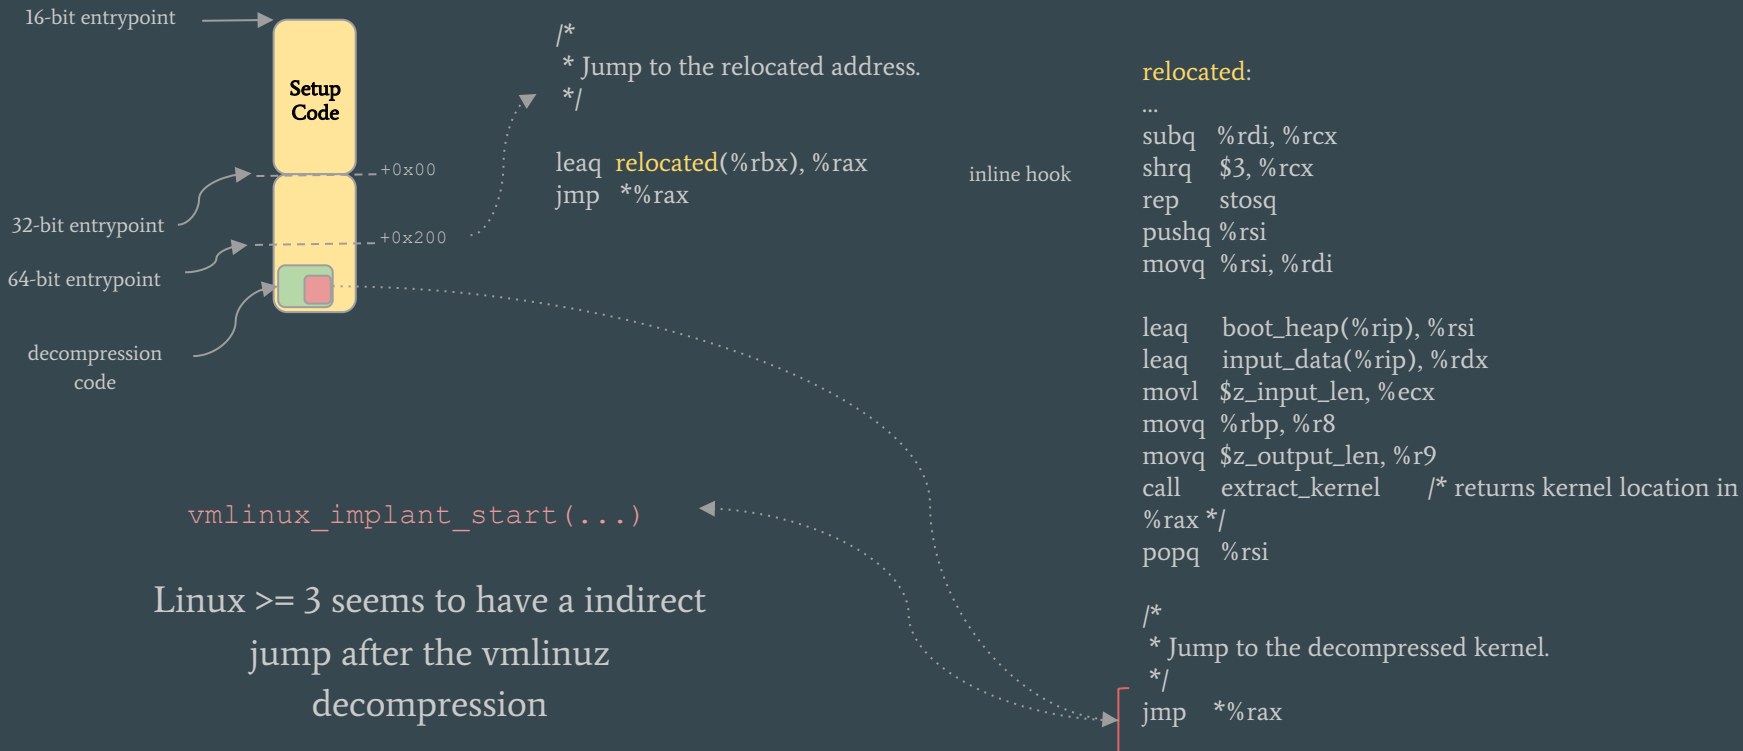 16-bit entrypoint
Setup
Code
+0x00
32-bit entrypoint
+0x200
64-bit entrypoint
decompression
code
/*
* Jump to the relocated address.
*/
leaq relocated(%rbx), %rax
jmp *%rax
inline hook
relocated:
...
subq %rdi, %rcx
shrq $3, %rcx
rep stosq
pushq %rsi
movq %rsi, %rdi
leaq boot_heap(%rip), %rsi
leaq input_data(%rip), %rdx
movl $z_input_len, %ecx
movq %rbp, %r8
movq $z_output_len, %r9
call extract_kernel /* returns kernel location in
%rax */
popq %rsi
/*
* Jump to the decompressed kernel.
*/
jmp *%rax
vmlinux_implant_start(...)
Linux >= 3 seems to have a indirect
jump after the vmlinuz
decompression